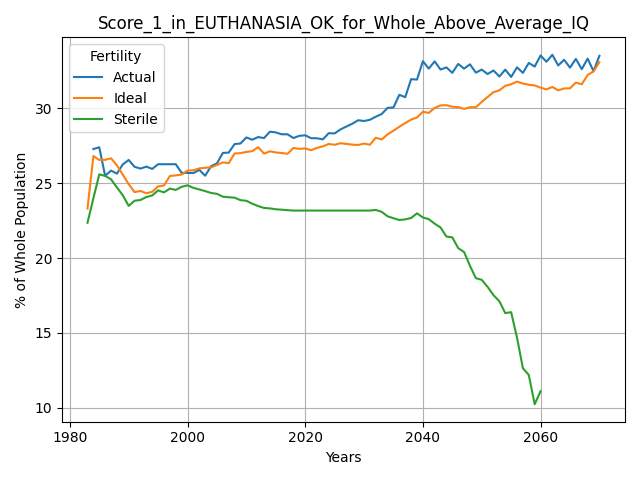 Score_1_in_EUTHANASIA_OK_for_Whole_Above_Average_IQ
Fertility
Actual
Ideal
Sterile
% of Whole Population
30
25
20
15
10
1980
2000
2020
2040
2060
Years